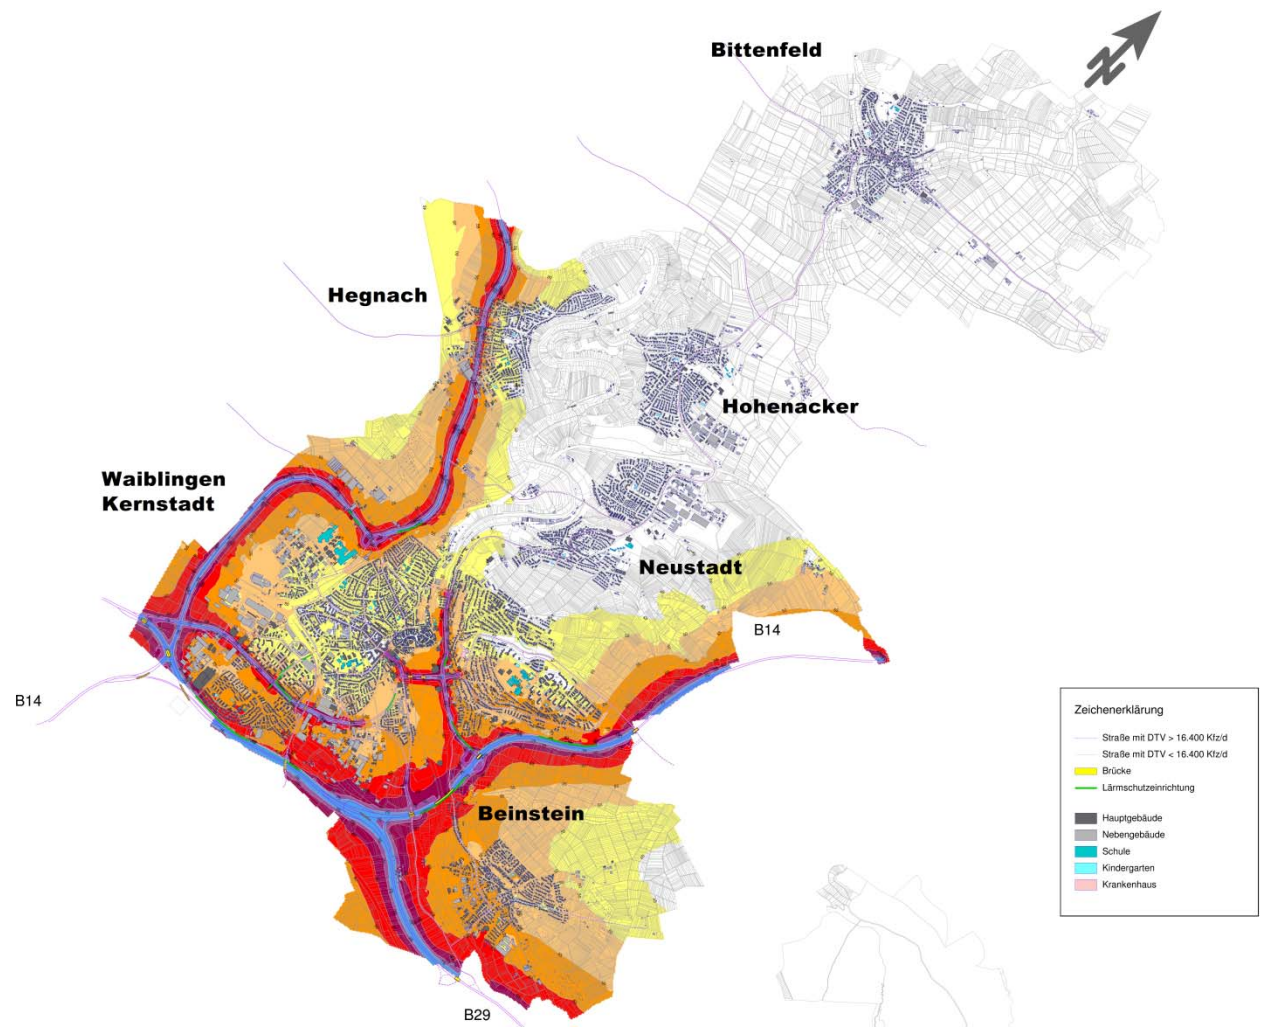 Bittenfeld
Hegnach
Hohenacker
Waiblingen
Kernstadt
Neustadt
B14
B14
Beinstein
B29
Zeichenerklärung
Straße mit DTV > 16.400 Kfz/d
Straße mit DTV < 16.400 Kfz/d
Brücke
Lärmschutzeinrichtung
Hauptgebäude
Nebengebäude
Schule
Kindergarten
Krankenhaus